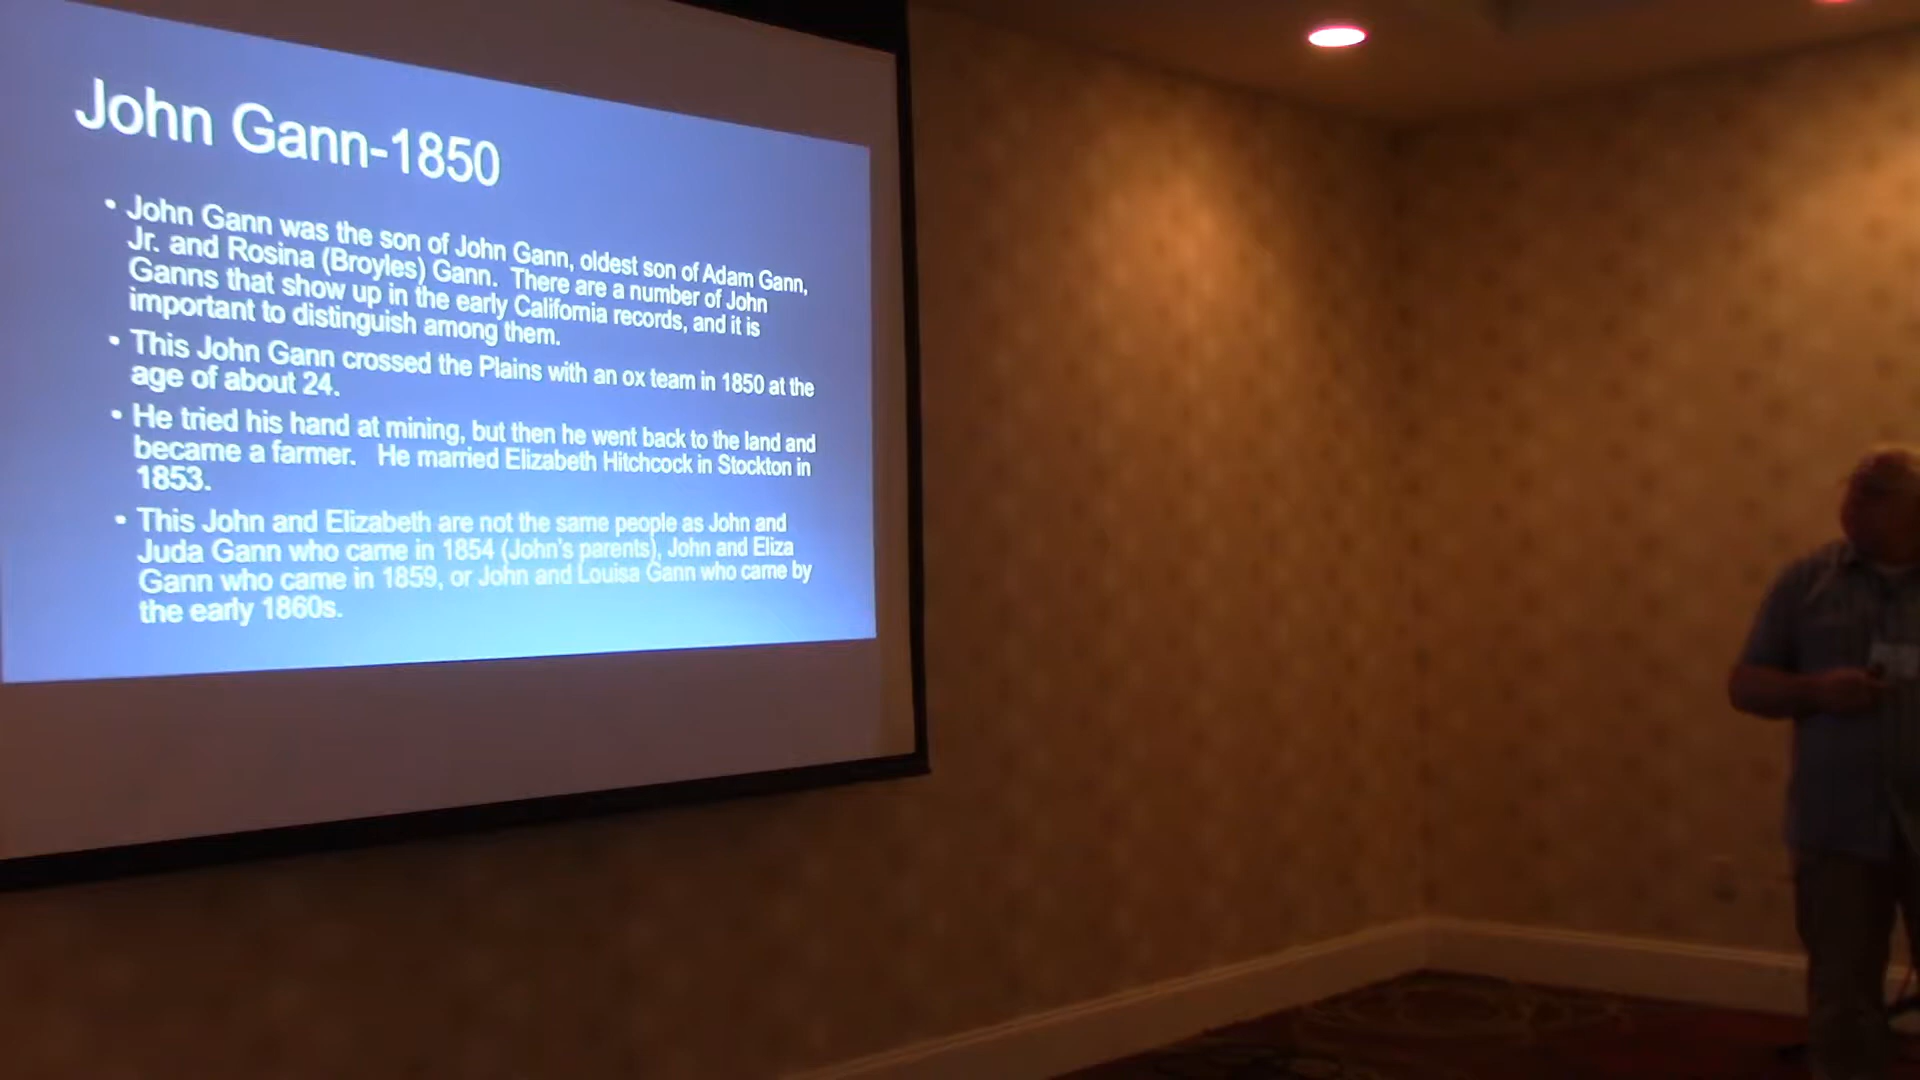 John Gann-1850
• John Gann was the son of John Gann, oldest son of Adam Gann,
Jr. and Rosina (Broyles) Gann.  There are a number of John
Ganns that show up in the early California records, and it is
important to distinguish among them.
• This John Gann crossed the Plains with an ox team in 1850 at the
age of about 24.
• He tried his hand at mining, but then he went back to the land and
became a farmer.   He married Elizabeth Hitchcock in Stockton in
1853.
• This John and Elizabeth are not the same people as John and
Juda Gann who came in 1854 (John's parents), John and Eliza
Gann who came in 1859, or John and Louisa Gann who came by
the early 1860s.